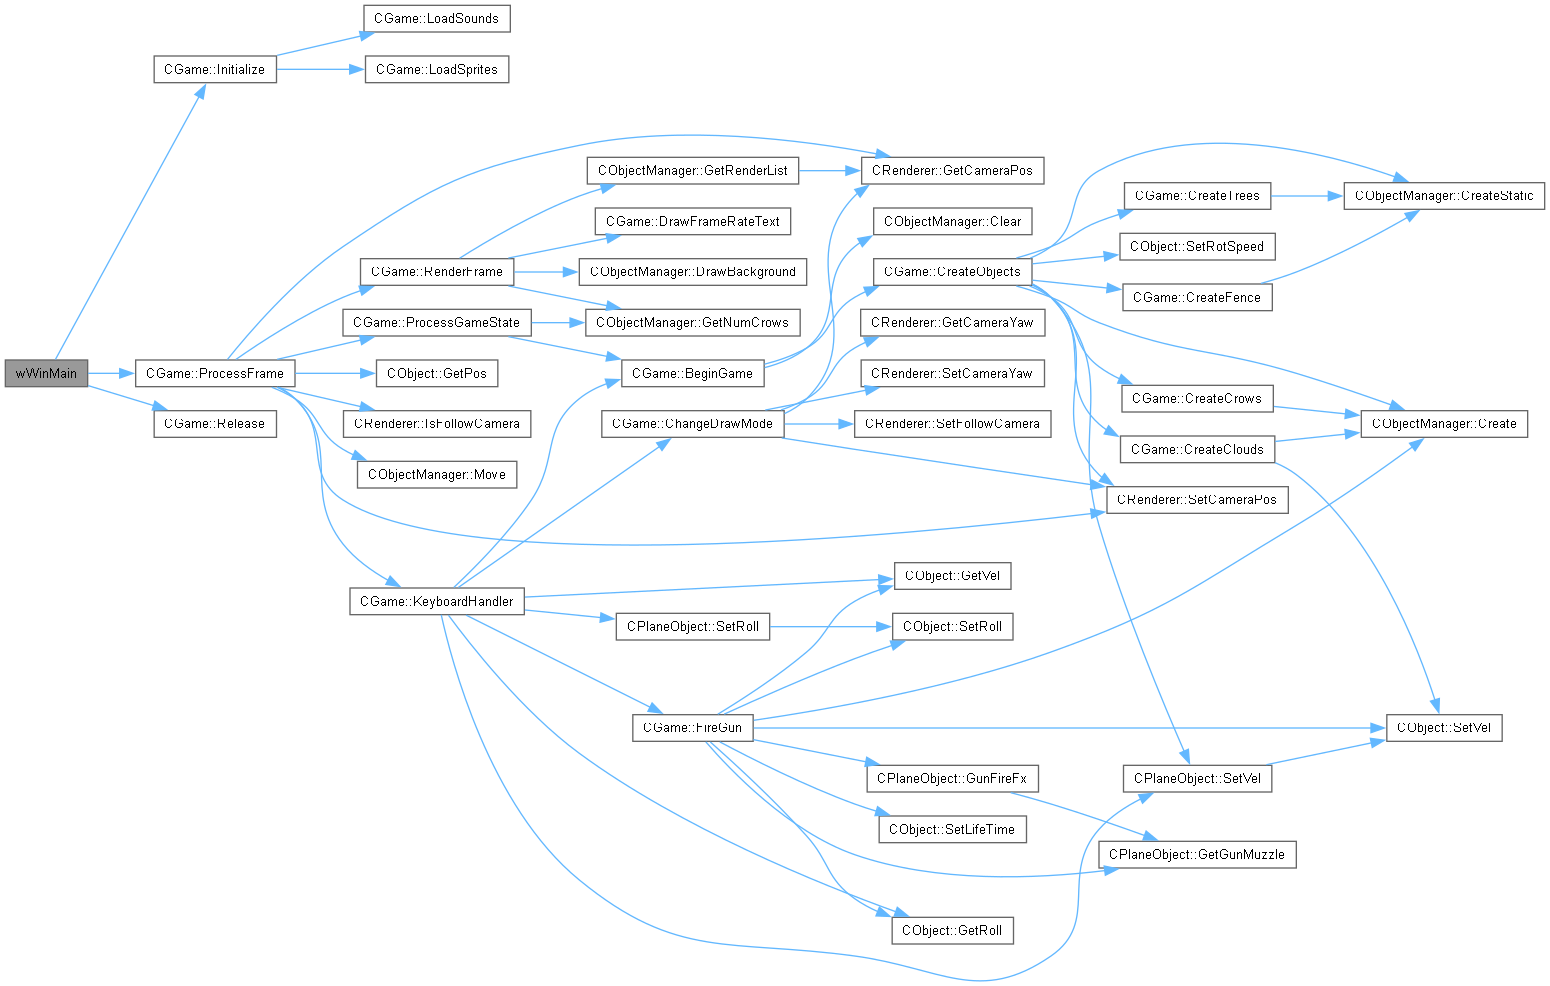 CGame::LoadSounds
CGame::Initialize
CGame::LoadSprites
CObjectManager::GetRenderList
CRenderer::GetCameraPos
CGame::CreateTrees
CObjectManager::CreateStatic
CGame::DrawFrameRateText
CObjectManager::Clear
CObject::SetRotSpeed
CGame::RenderFrame
CObjectManager::DrawBackground
CGame::CreateObjects
CGame::CreateFence
CGame::ProcessGameState
CObjectManager::GetNumCrows
CRenderer::GetCameraYaw
wWinMain
CGame::ProcessFrame
CObject::GetPos
CGame::BeginGame
CRenderer::SetCameraYaw
CGame::CreateCrows
CGame::Release
CRenderer::IsFollowCamera
CGame::ChangeDrawMode
CRenderer::SetFollowCamera
CObjectManager::Create
CGame::CreateClouds
CObjectManager::Move
CRenderer::SetCameraPos
CObject::GetVel
CGame::KeyboardHandler
CPlaneObject::SetRoll
CObject::SetRoll
CGame::FireGun
CObject::SetVel
CPlaneObject::GunFireFx
CPlaneObject::SetVel
CObject::SetLifeTime
CPlaneObject::GetGunMuzzle
CObject::GetRoll